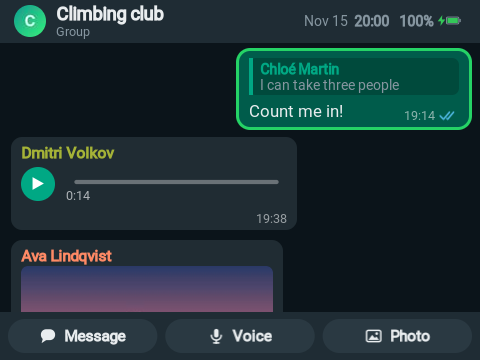 C
Climbing club
Group
Nov 15 20:00 100%
Chloé Martin
I can take three people
Count me in!
19:14
Dmitri Volkov
0:14
19:38
Ava Lindqvist
Message
Voice
Photo